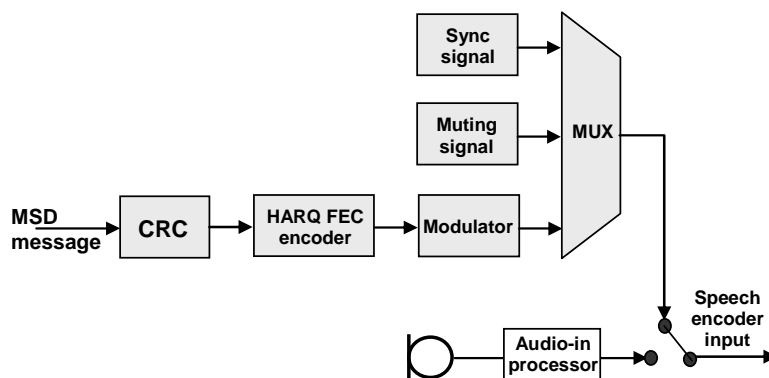 Sync
signal
Muting
signal
MUX
MSD
message
CRC
HARQ FEC
encoder
Modulator
Speech
encoder
input
Audio-in
processor